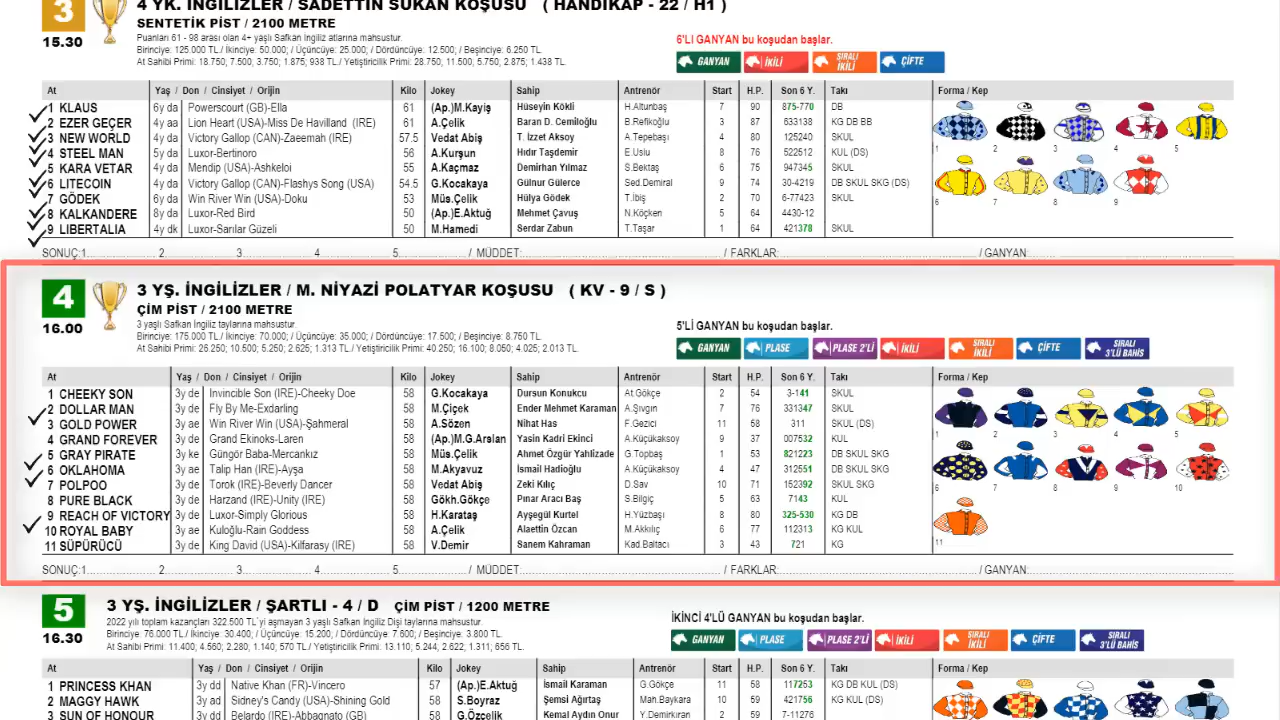 3
4 YK. İNGİLİZLER / SADETTİN SUKAN KOŞUSU ( HANDİKAP - 22 / H1 )
15.30
SENTETİK PİST / 2100 METRE
Puanları 61 - 98 arası olan 4+ yaşlı Safkan İngiliz atlarına mahsustur.
6'LI GANYAN bu koşudan başlar.
Birinciye: 125.000 TL./ İkinciye: 50.000; / Üçüncüye: 25.000; / Dördüncüye: 12.500; / Beşinciye: 6.250 TL.
At Sahibi Primi: 18.750; 7.500; 3.750; 1.875; 938 TL./ Yetiştiricilik Primi: 28.750; 11.500; 5.750; 2.875; 1.438 TL.
GANYAN İKİLİ SIRALI İKİLİ ÇİFTE
At Yaş / Don / Cinsiyet / Orijin Kilo Jokey Sahip Antrenör Start H.P. Son 6 Y. Takı Forma / Kep
1 KLAUS 6y da Powerscourt (GB)-Ella 61 (Ap.)M.Kayiş Hüseyin Kökli H.Altunbaş 7 90 875-770 DB
2 EZER GEÇER 4y aa Lion Heart (USA)-Miss De Havilland (IRE) 61 A.Çelik Baran D. Cemiloğlu B.Refikoğlu 3 87 633138 KG DB BB
3 NEW WORLD 4y da Victory Gallop (CAN)-Zaeemah (IRE) 57.5 Vedat Abiş T. İzzet Aksoy A.Tepebaşı 4 80 125240 SKUL
4 STEEL MAN 5y da Luxor-Bertinoro 56 A.Kurşun Hıdır Taşdemir E.Uslu 8 76 522512 KUL (DS)
5 KARA VETAR 4y da Mendip (USA)-Ashkeloi 55 A.Kaçmaz Demirhan Yılmaz S.Bektaş 6 75 947345 SKUL
6 LITECOIN 4y da Victory Gallop (CAN)-Flashys Song (USA) 54.5 G.Kocakaya Gülnur Gülerce Sed.Demiral 9 74 30-4219 DB SKUL SKG (DS)
7 GÖDEK 6y da Win River Win (USA)-Doku 53 Müs.Çelik Hülya Gödek T.İbiş 2 70 6-77423 SKUL
8 KALKANDERE 8y da Luxor-Red Bird 50 (Ap)E.Aktuğ Mehmet Çavuş N.Köçken 5 64 4430-12
9 LIBERTALIA 4y dk Luxor-Sarılar Güzeli 50 M.Hamedi Serdar Zabun T.Taşar 1 64 421378 SKUL
1 2 3 4 5
6 7 8 9
SONUÇ:1 2 3 4 5 / MÜDDET: / FARKLAR: / GANYAN:
4
3 YŞ. İNGİLİZLER / M. NİYAZİ POLATYAR KOŞUSU ( KV - 9 / S )
16.00
ÇİM PİST / 2100 METRE
3 yaşlı Safkan İngiliz taylarına mahsustur.
5'Lİ GANYAN bu koşudan başlar.
Birinciye: 175.000 TL./ İkinciye: 70.000; / Üçüncüye: 35.000; / Dördüncüye: 17.500; / Beşinciye: 8.750 TL.
At Sahibi Primi: 26.250; 10.500; 5.250; 2.625; 1.313 TL./ Yetiştiricilik Primi: 40.250; 16.100; 8.050; 4.025; 2.013 TL.
GANYAN PLASE PLASE 2'Lİ İKİLİ SIRALI İKİLİ ÇİFTE SIRALI 3'LÜ BAHİS
At Yaş / Don / Cinsiyet / Orijin Kilo Jokey Sahip Antrenör Start H.P. Son 6 Y. Takı Forma / Kep
1 CHEEKY SON 3y de Invincible Son (IRE)-Cheeky Doe 58 G.Kocakaya Dursun Konukcu At.Gökçe 2 54 3-141 SKUL
2 DOLLAR MAN 3y de Fly By Me-Exdarling 58 M.Çiçek Ender Mehmet Karaman A.Şıvgın 7 76 331347 SKUL
3 GOLD POWER 3y ae Win River Win (USA)-Şahmeral 58 A.Sözen Nihat Has F.Gezici 11 58 311 SKUL (DS)
4 GRAND FOREVER 3y de Grand Ekinoks-Laren 58 (Ap)M.G.Arslan Yasin Kadri Ekinci A.Küçükaksoy 9 37 007532 KUL
5 GRAY PIRATE 3y ke Güngör Baba-Mercankız 58 Müs.Çelik Ahmet Özgür Yahlizade G.Topbaş 1 53 821223 DB SKUL SKG
6 OKLAHOMA 3y ae Talip Han (IRE)-Ayşa 58 M.Akyavuz İsmail Hadioğlu A.Küçükaksoy 4 47 312551 DB SKUL SKG
7 POLPOO 3y de Torok (IRE)-Beverly Dancer 58 Vedat Abiş Zeki Kılıç D.Sav 10 71 152392 SKUL SKG
8 PURE BLACK 3y de Harzand (IRE)-Unity (IRE) 58 Gökh.Gökçe Pınar Aracı Baş S.Bilgiç 5 63 7143 KUL
9 REACH OF VICTORY 3y de Luxor-Simply Glorious 58 H.Karataş Ayşegül Kurtel H.Yüzbaşı 8 80 325-530 KG DB
10 ROYAL BABY 3y ae Kuloğlu-Rain Goddess 58 A.Çelik Alaettin Özcan M.Akkılıç 6 77 112313 KG KUL
11 SÜPÜRÜCÜ 3y de King David (USA)-Kilfarasy (IRE) 58 V.Demir Sanem Kahraman Kad.Baltacı 3 43 721 KG
1 2 3 4 5
6 7 8 9 10
11
SONUÇ:1 2 3 4 5 / MÜDDET: / FARKLAR: / GANYAN:
5
3 YŞ. İNGİLİZLER / ŞARTLI - 4 / D ÇİM PİST / 1200 METRE
16.30
2022 yılı toplam kazançları 322.500 TL'yi aşmayan 3 yaşlı Safkan İngiliz Dişi taylarına mahsustur.
İKİNCİ 4'LÜ GANYAN bu koşudan başlar.
Birinciye: 76.000 TL./ İkinciye: 30.400; / Üçüncüye: 15.200; / Dördüncüye: 7.600; / Beşinciye: 3.800 TL.
At Sahibi Primi: 11.400; 4.560; 2.280; 1.140; 570 TL./ Yetiştiricilik Primi: 13.110; 5.244; 2.622; 1.311; 656 TL.
GANYAN PLASE PLASE 2'Lİ İKİLİ SIRALI İKİLİ ÇİFTE SIRALI 3'LÜ BAHİS
At Yaş / Don / Cinsiyet / Orijin Kilo Jokey Sahip Antrenör Start H.P. Son 6 Y. Takı Forma / Kep
1 PRINCESS KHAN 3y dd Native Khan (FR)-Vincero 57 (Ap.)E.Aktuğ İsmail Karaman G.Gökçe 11 58 117253 KG DB KUL (DS)
2 MAGGY HAWK 3y ad Sidney's Candy (USA)-Shining Gold 58 S.Boyraz Şemsi Ağırtaş Mah.Baykara 10 59 421756 KG KUL (DS)
3 SUN OF HONOUR 3y dd Belardo (IRE)-Abbagnato (GB) 58 G.Özçelik Kemal Aydın Onur Y.Demirkıran 2 59 7-11276